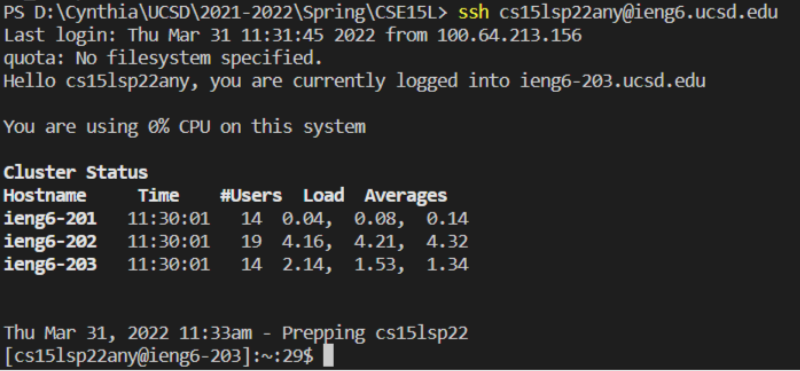 PS D:\Cynthia\UCSD\2021-2022\Spring\CSE15L> ssh cs15lsp22any@ieng6.ucsd.edu
Last login: Thu Mar 31 11:31:45 2022 from 100.64.213.156
quota: No filesystem specified.
Hello cs15lsp22any, you are currently logged into ieng6-203.ucsd.edu
You are using 0% CPU on this system
Cluster Status
Hostname Time #Users Load Averages
ieng6-201 11:30:01 14 0.04, 0.08, 0.14
ieng6-202 11:30:01 19 4.16, 4.21, 4.32
ieng6-203 11:30:01 14 2.14, 1.53, 1.34
Thu Mar 31, 2022 11:33am - Prepping cs15lsp22
[cs15lsp22any@ieng6-203]:~:29$